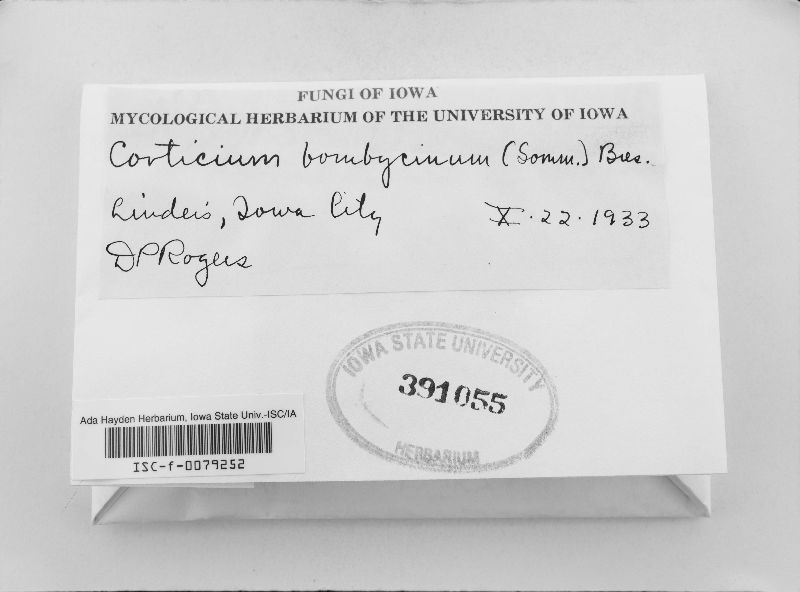 FUNGI OF IOWA
MYCOLOGICAL HERBARIUM OF THE UNIVERSITY OF IOWA
Corticium bombycinum (Somm.) Bres.
Linder's, Iowa City X·22·1933
DPRogers
IOWA STATE UNIVERSITY
391055
HERBARIUM
Ada Hayden Herbarium, Iowa State Univ.-ISC/IA
ISC-f-0079252